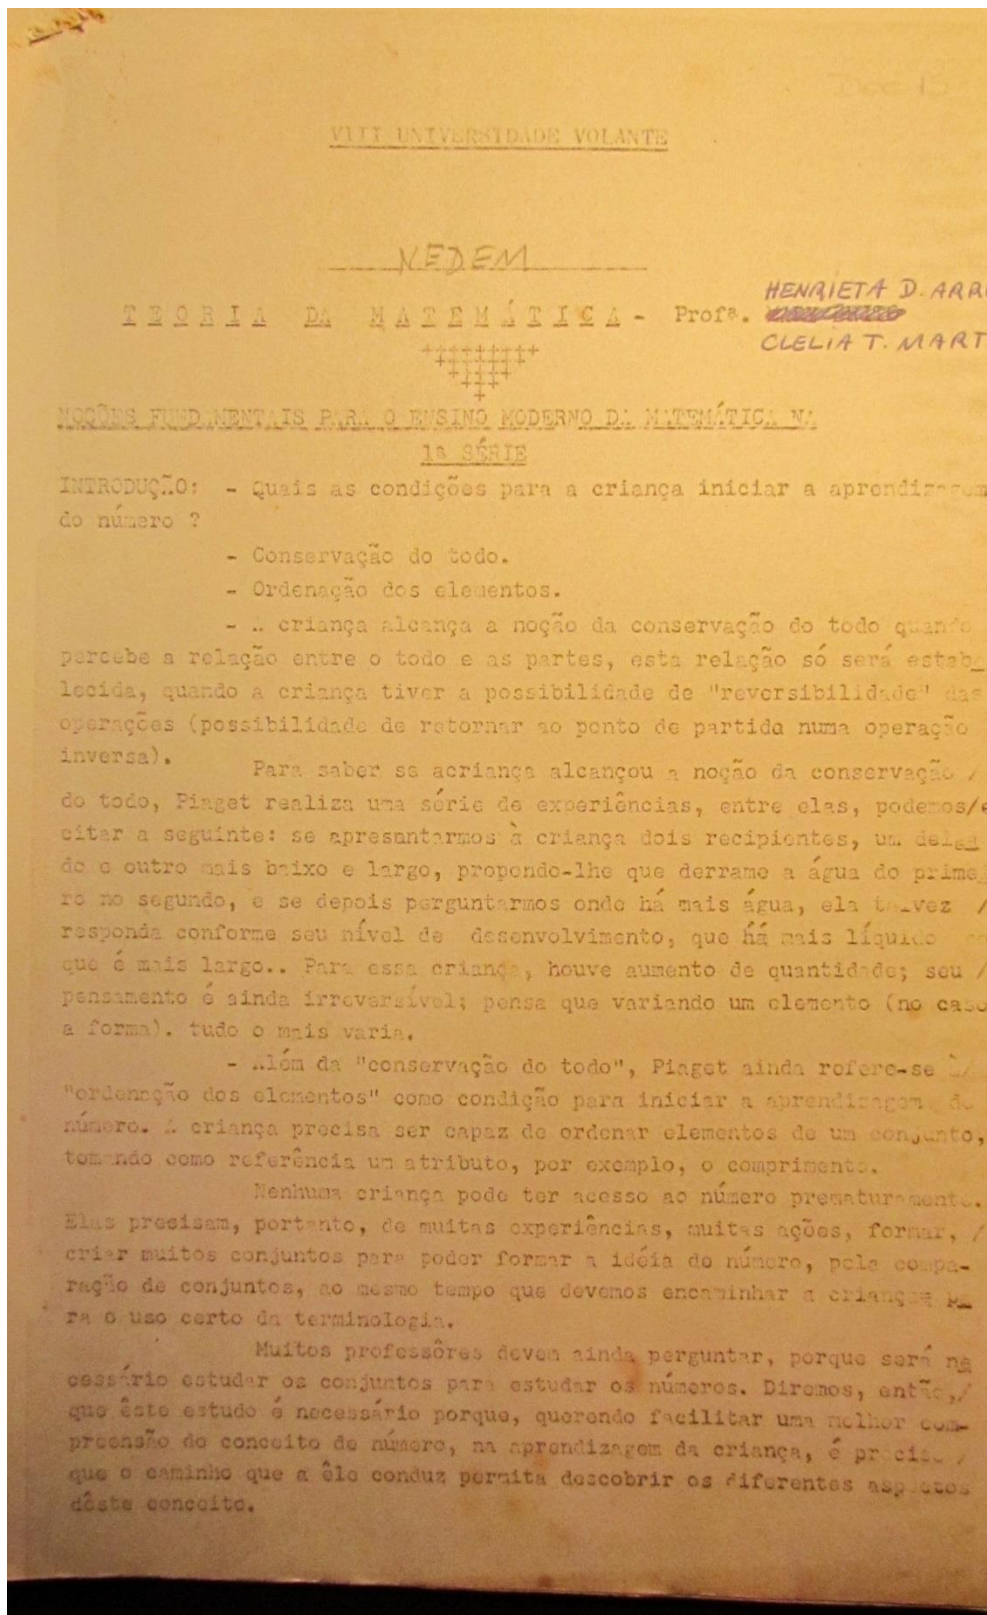 Doc 13
VIII UNIVERSIDADE VOLANTE
NEDEM
TEORIA DA MATEMÁTICA - Profª.
HENRIETA D. ARR
CLELIA T. MART
NOÇÕES FUNDAMENTAIS PARA O ENSINO MODERNO DA MATEMÁTICA NA
1ª SÉRIE
INTRODUÇÃO: - Quais as condições para a criança iniciar a aprendizagem
do número ?
- Conservação do todo.
- Ordenação dos elementos.
- A criança alcança a noção da conservação do todo quando
percebe a relação entre o todo e as partes, esta relação só será estabe
lecida, quando a criança tiver a possibilidade de "reversibilidade" das
operações (possibilidade de retornar ao ponto de partida numa operação
inversa).
Para saber se acriança alcançou a noção da conservação /
do todo, Piaget realiza uma série de experiências, entre elas, podemos/
citar a seguinte: se apresentarmos à criança dois recipientes, um delga
do e outro mais baixo e largo, propondo-lhe que derrame a água do primei
ro no segundo, e se depois perguntarmos onde há mais água, ela talvez /
responda conforme seu nível de desenvolvimento, que há mais líquido no
que é mais largo.. Para essa criança, houve aumento de quantidade; seu /
pensamento é ainda irreversível; pensa que variando um elemento (no caso
a forma). tudo o mais varia.
- Além da "conservação do todo", Piaget ainda refere-se à
"ordenação dos elementos" como condição para iniciar a aprendizagem do
número. A criança precisa ser capaz de ordenar elementos de um conjunto,
tomando como referência um atributo, por exemplo, o comprimento.
Nenhuma criança pode ter acesso ao número prematuramente.
Elas precisam, portanto, de muitas experiências, muitas ações, formar, /
criar muitos conjuntos para poder formar a idéia de número, pela compa-
ração de conjuntos, ao mesmo tempo que devemos encaminhar a crianças pa
ra o uso certo da terminologia.
Muitos professôres devem ainda perguntar, porque será ne
cessário estudar os conjuntos para estudar os números. Diremos, então,/
que êste estudo é necessário porque, querendo facilitar uma melhor com-
preensão do conceito de número, na aprendizagem da criança, é preciso /
que o caminho que a êle conduz permita descobrir os diferentes aspectos
dêste conceito.